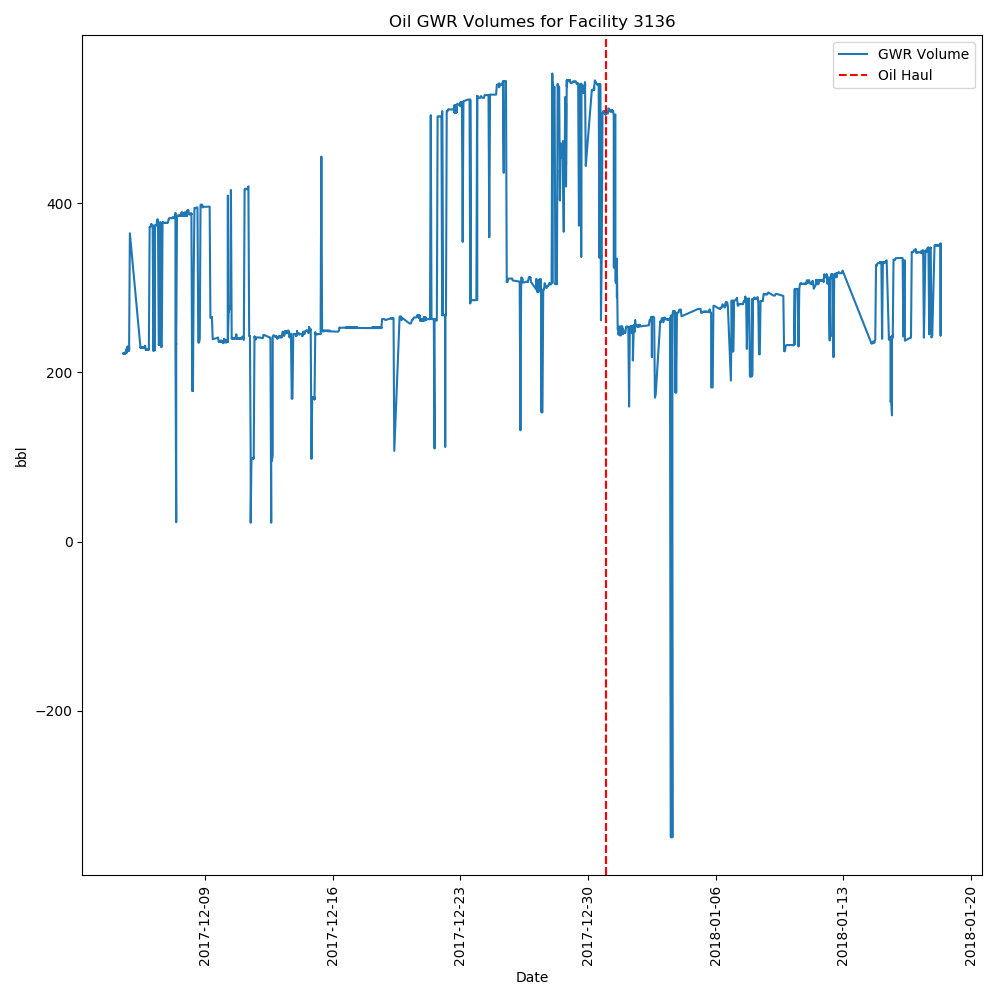 Oil GWR Volumes for Facility 3136
GWR Volume
Oil Haul
400
200
0
−200
bbl
2017-12-09
2017-12-16
2017-12-23
2017-12-30
2018-01-06
2018-01-13
2018-01-20
Date